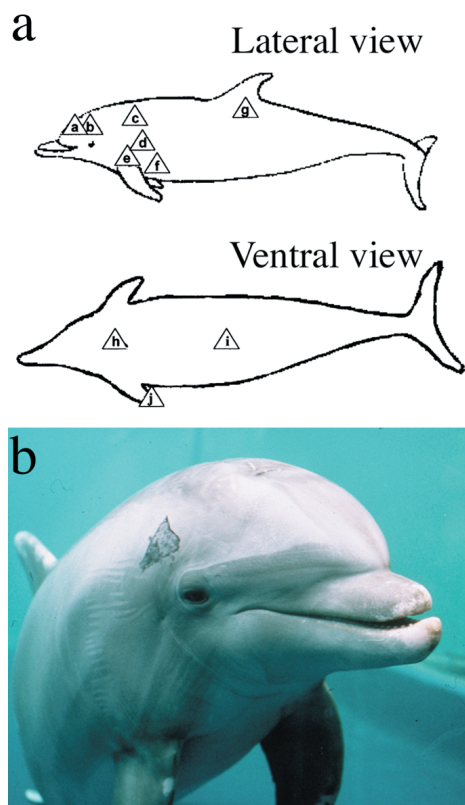 a
Lateral view
a b c g
d
e f
Ventral view
h i
j
b